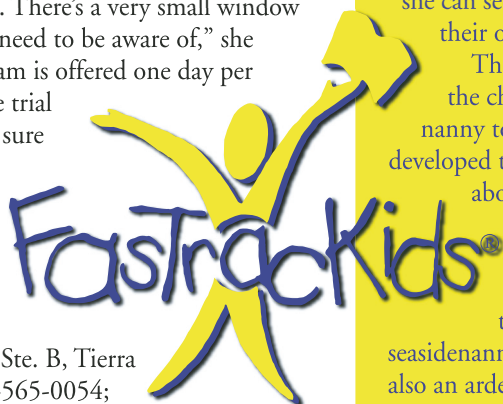 . There’s a very small window
need to be aware of,” she
am is offered one day per
trial
sure
FasTracKids®
Ste. B, Tierra
-565-0054;
she can se
their o
Th
the ch
nanny to
developed t
abo
seasidenann
also an arde